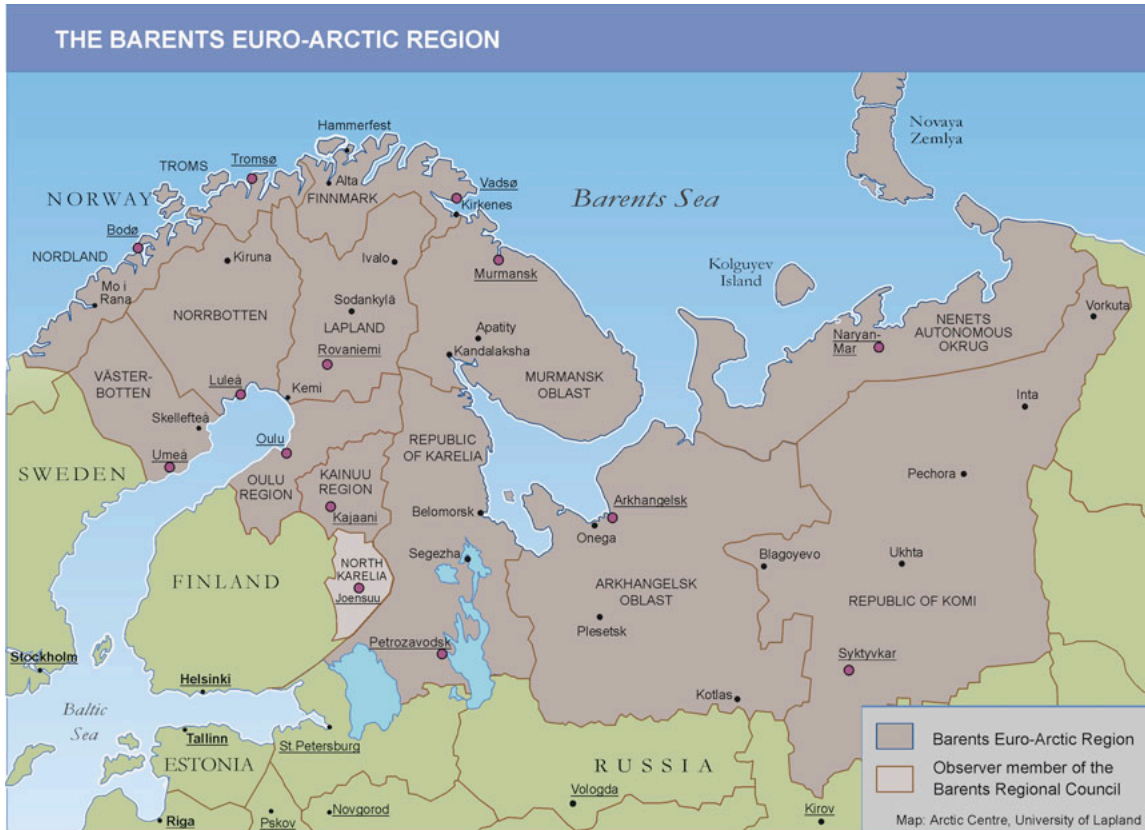 THE BARENTS EURO-ARCTIC REGION
Hammerfest
Novaya
Zemlya
TROMS
Tromsø
Alta
FINNMARK
Vadsø
Kirkenes
NORWAY
Barents Sea
Bodø
NORDLAND
Kiruna
Ivalo
Murmansk
Kolguyev
Island
Mo i
Rana
Sodankylä
NORRBOTTEN
LAPLAND
Apatity
Naryan-
Mar
NENETS
AUTONOMOUS
OKRUG
Vorkuta
Rovaniemi
Kandalaksha
VÄSTER-
BOTTEN
Luleå
Kemi
MURMANSK
OBLAST
Inta
Skellefteå
Oulu
REPUBLIC
OF KARELIA
Umeå
SWEDEN
OULU
REGION
KAINUU
REGION
Pechora
Kajaani
Belomorsk
Arkhangelsk
Onega
FINLAND
NORTH
KARELIA
Joensuu
Segezha
Blagoyevo
Ukhta
ARKHANGELSK
OBLAST
REPUBLIC OF KOMI
Plesetsk
Petrozavodsk
Syktyvkar
Stockholm
Helsinki
Kotlas
Baltic
Sea
Tallinn
St.Petersburg
ESTONIA
RUSSIA
Vologda
Riga
Pskov
Novgorod
Kirov
Barents Euro-Arctic Region
Observer member of the
Barents Regional Council
Map: Arctic Centre, University of Lapland